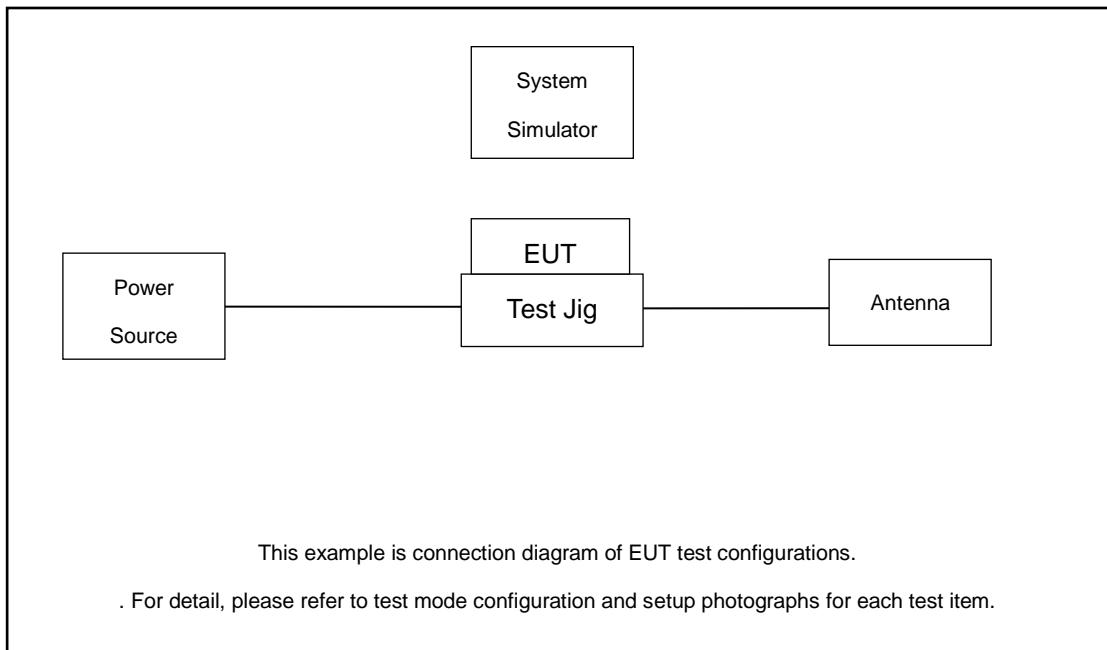 System
Simulator
EUT
Test Jig
Power
Source
Antenna
This example is connection diagram of EUT test configurations.
. For detail, please refer to test mode configuration and setup photographs for each test item.